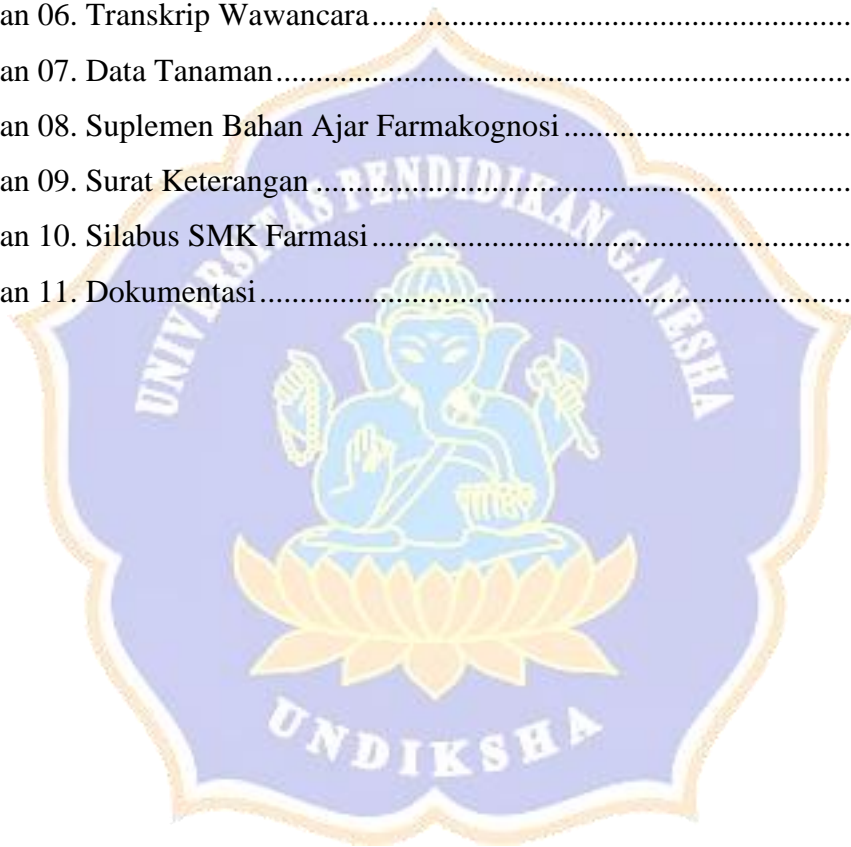 an 06. Transkrip Wawancara................................................................
an 07. Data Tanaman............................................................................
an 08. Suplemen Bahan Ajar Farmakognosi.......................................
an 09. Surat Keterangan.......................................................................
an 10. Silabus SMK Farmasi................................................................
an 11. Dokumentasi..............................................................................
UNIVERSITAS PENDIDIKAN GANESHA
UNDIKSHA